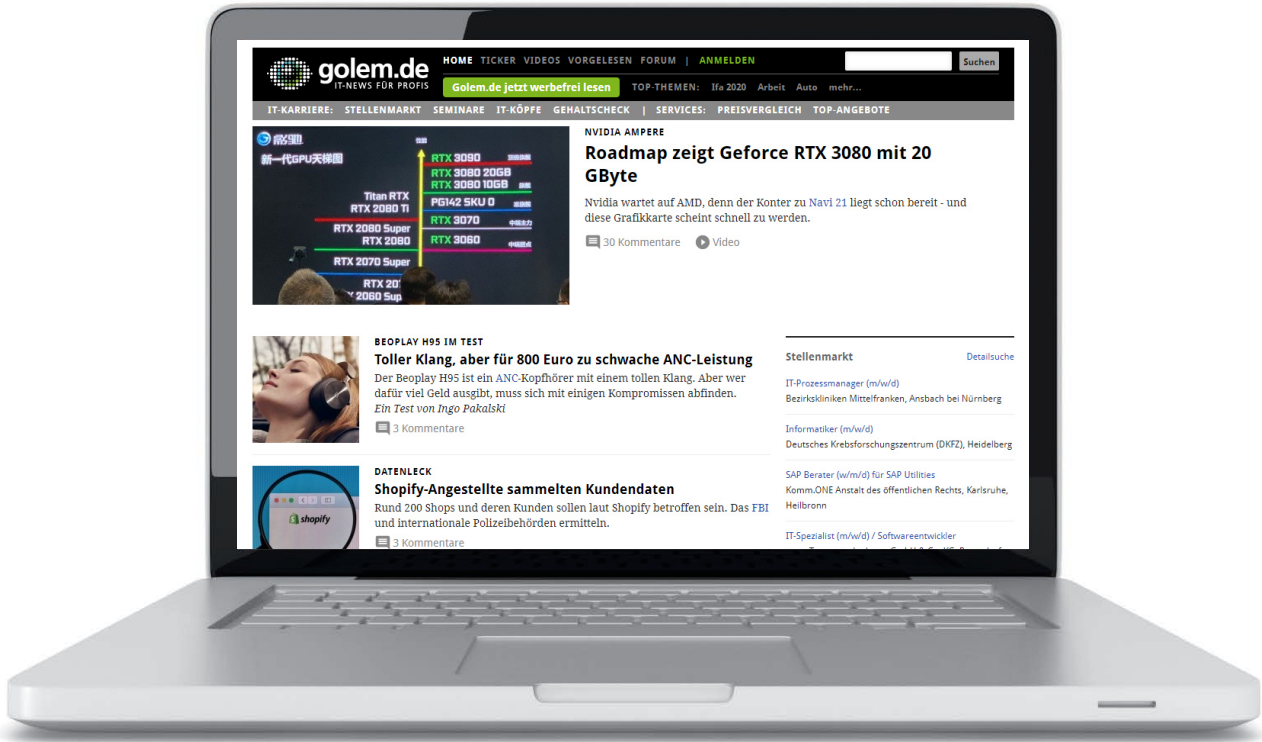 golem.de
IT-NEWS FÜR PROFIS
HOME TICKER VIDEOS VORGELESEN FORUM | ANMELDEN
Suchen
Golem.de jetzt werbefrei lesen
TOP-THEMEN: Ifa 2020 Arbeit Auto mehr...
IT-KARRIERE: STELLENMARKT SEMINARE IT-KÖPFE GEHALTSCHECK | SERVICES: PREISVERGLEICH TOP-ANGEBOTE
新一代GPU天梯图
RTX 3090
RTX 3080 20GB
RTX 3080 10GB
Titan RTX
RTX 2080 Ti
PG142 SKU 0
RTX 3070
RTX 2080 Super
RTX 2080
RTX 3060
RTX 2070 Super
NVIDIA AMPERE
Roadmap zeigt Geforce RTX 3080 mit 20
GByte
Nvidia wartet auf AMD, denn der Konter zu Navi 21 liegt schon bereit - und
diese Grafikkarte scheint schnell zu werden.
30 Kommentare Video
BEOPLAY H95 IM TEST
Toller Klang, aber für 800 Euro zu schwache ANC-Leistung
Der Beoplay H95 ist ein ANC-Kopfhörer mit einem tollen Klang. Aber wer
dafür viel Geld ausgibt, muss sich mit einigen Kompromissen abfinden.
Ein Test von Ingo Pakalski
3 Kommentare
shopify
DATENLECK
Shopify-Angestellte sammelten Kundendaten
Rund 200 Shops und deren Kunden sollen laut Shopify betroffen sein. Das FBI
und internationale Polizeibehörden ermitteln.
3 Kommentare
Stellenmarkt Detailsuche
IT-Prozessmanager (m/w/d)
Bezirkskliniken Mittelfranken, Ansbach bei Nürnberg
Informatiker (m/w/d)
Deutsches Krebsforschungszentrum (DKFZ), Heidelberg
SAP Berater (w/m/d) für SAP Utilities
Komm.ONE Anstalt des öffentlichen Rechts, Karlsruhe,
Heilbronn
IT-Spezialist (m/w/d) / Softwareentwickler